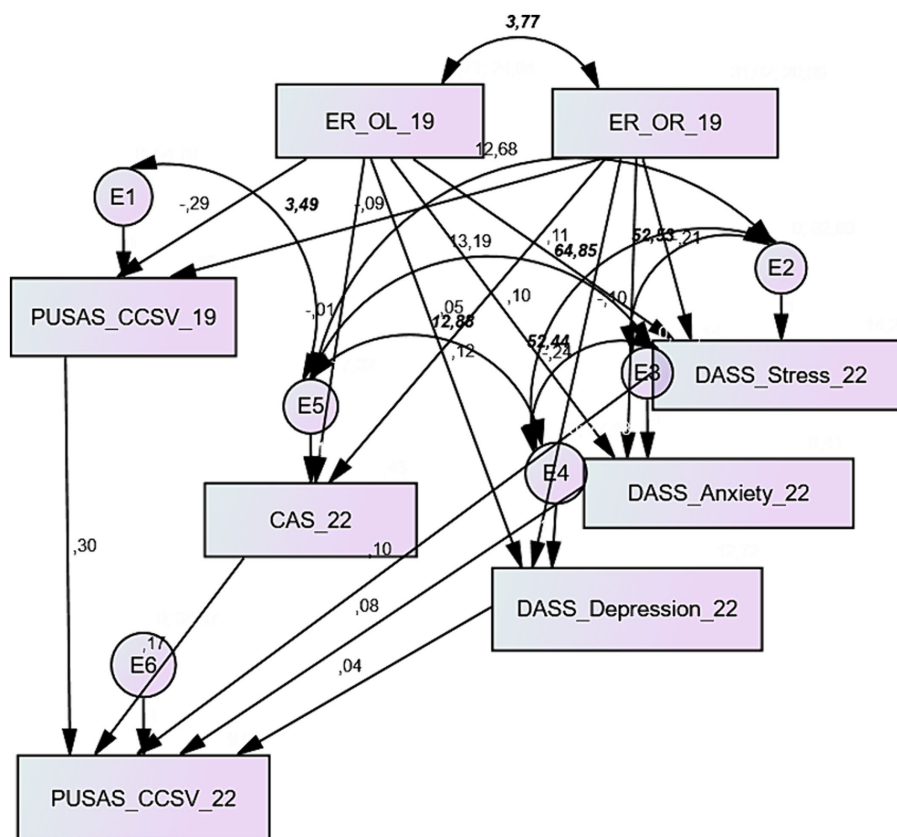 3,77
ER_OL_19
ER_OR_19
12,68
E1
-,29
3,49
-,09
13,19
,11
64,85
52,53
-,21
E2
PUSAS_CCSV_19
-,01
,05
12,88
,10
-,10
,12
52,44
-,24
E3
DASS_Stress_22
E5
E4
DASS_Anxiety_22
CAS_22
,30
,10
,08
DASS_Depression_22
,17
E6
,04
PUSAS_CCSV_22